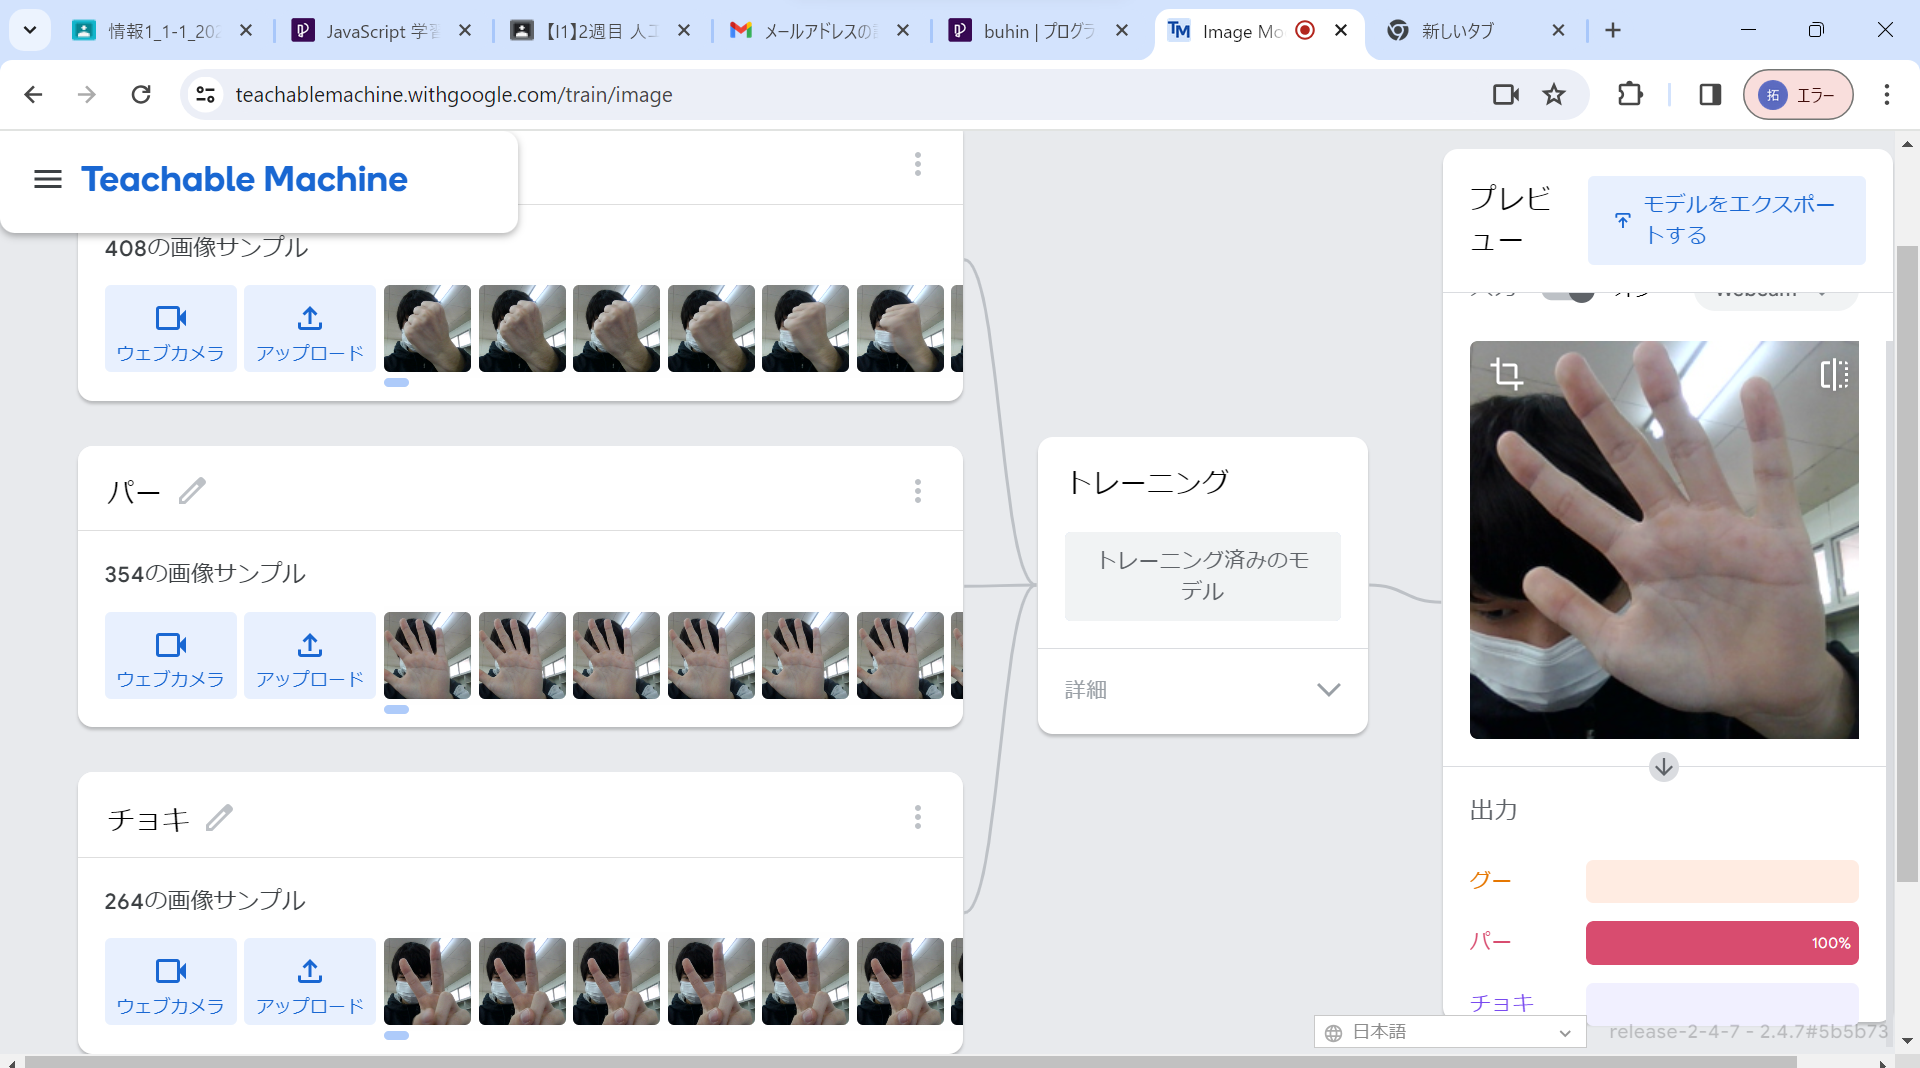 情報1_1-1_202
JavaScript 学習
【I1】2週目 人工
メールアドレスの
buhin | プログラ
Image Mo
新しいタブ
teachablemachine.withgoogle.com/train/image
拓 エラー
Teachable Machine
408の画像サンプル
ウェブカメラ
アップロード
パー
354の画像サンプル
ウェブカメラ
アップロード
チョキ
264の画像サンプル
ウェブカメラ
アップロード
トレーニング
トレーニング済みのモ
デル
詳細
プレビ
ュー
モデルをエクスポー
トする
Webcam
出力
グー
パー 100%
チョキ
日本語
release-2-4-7 - 2.4.7#5b5b73